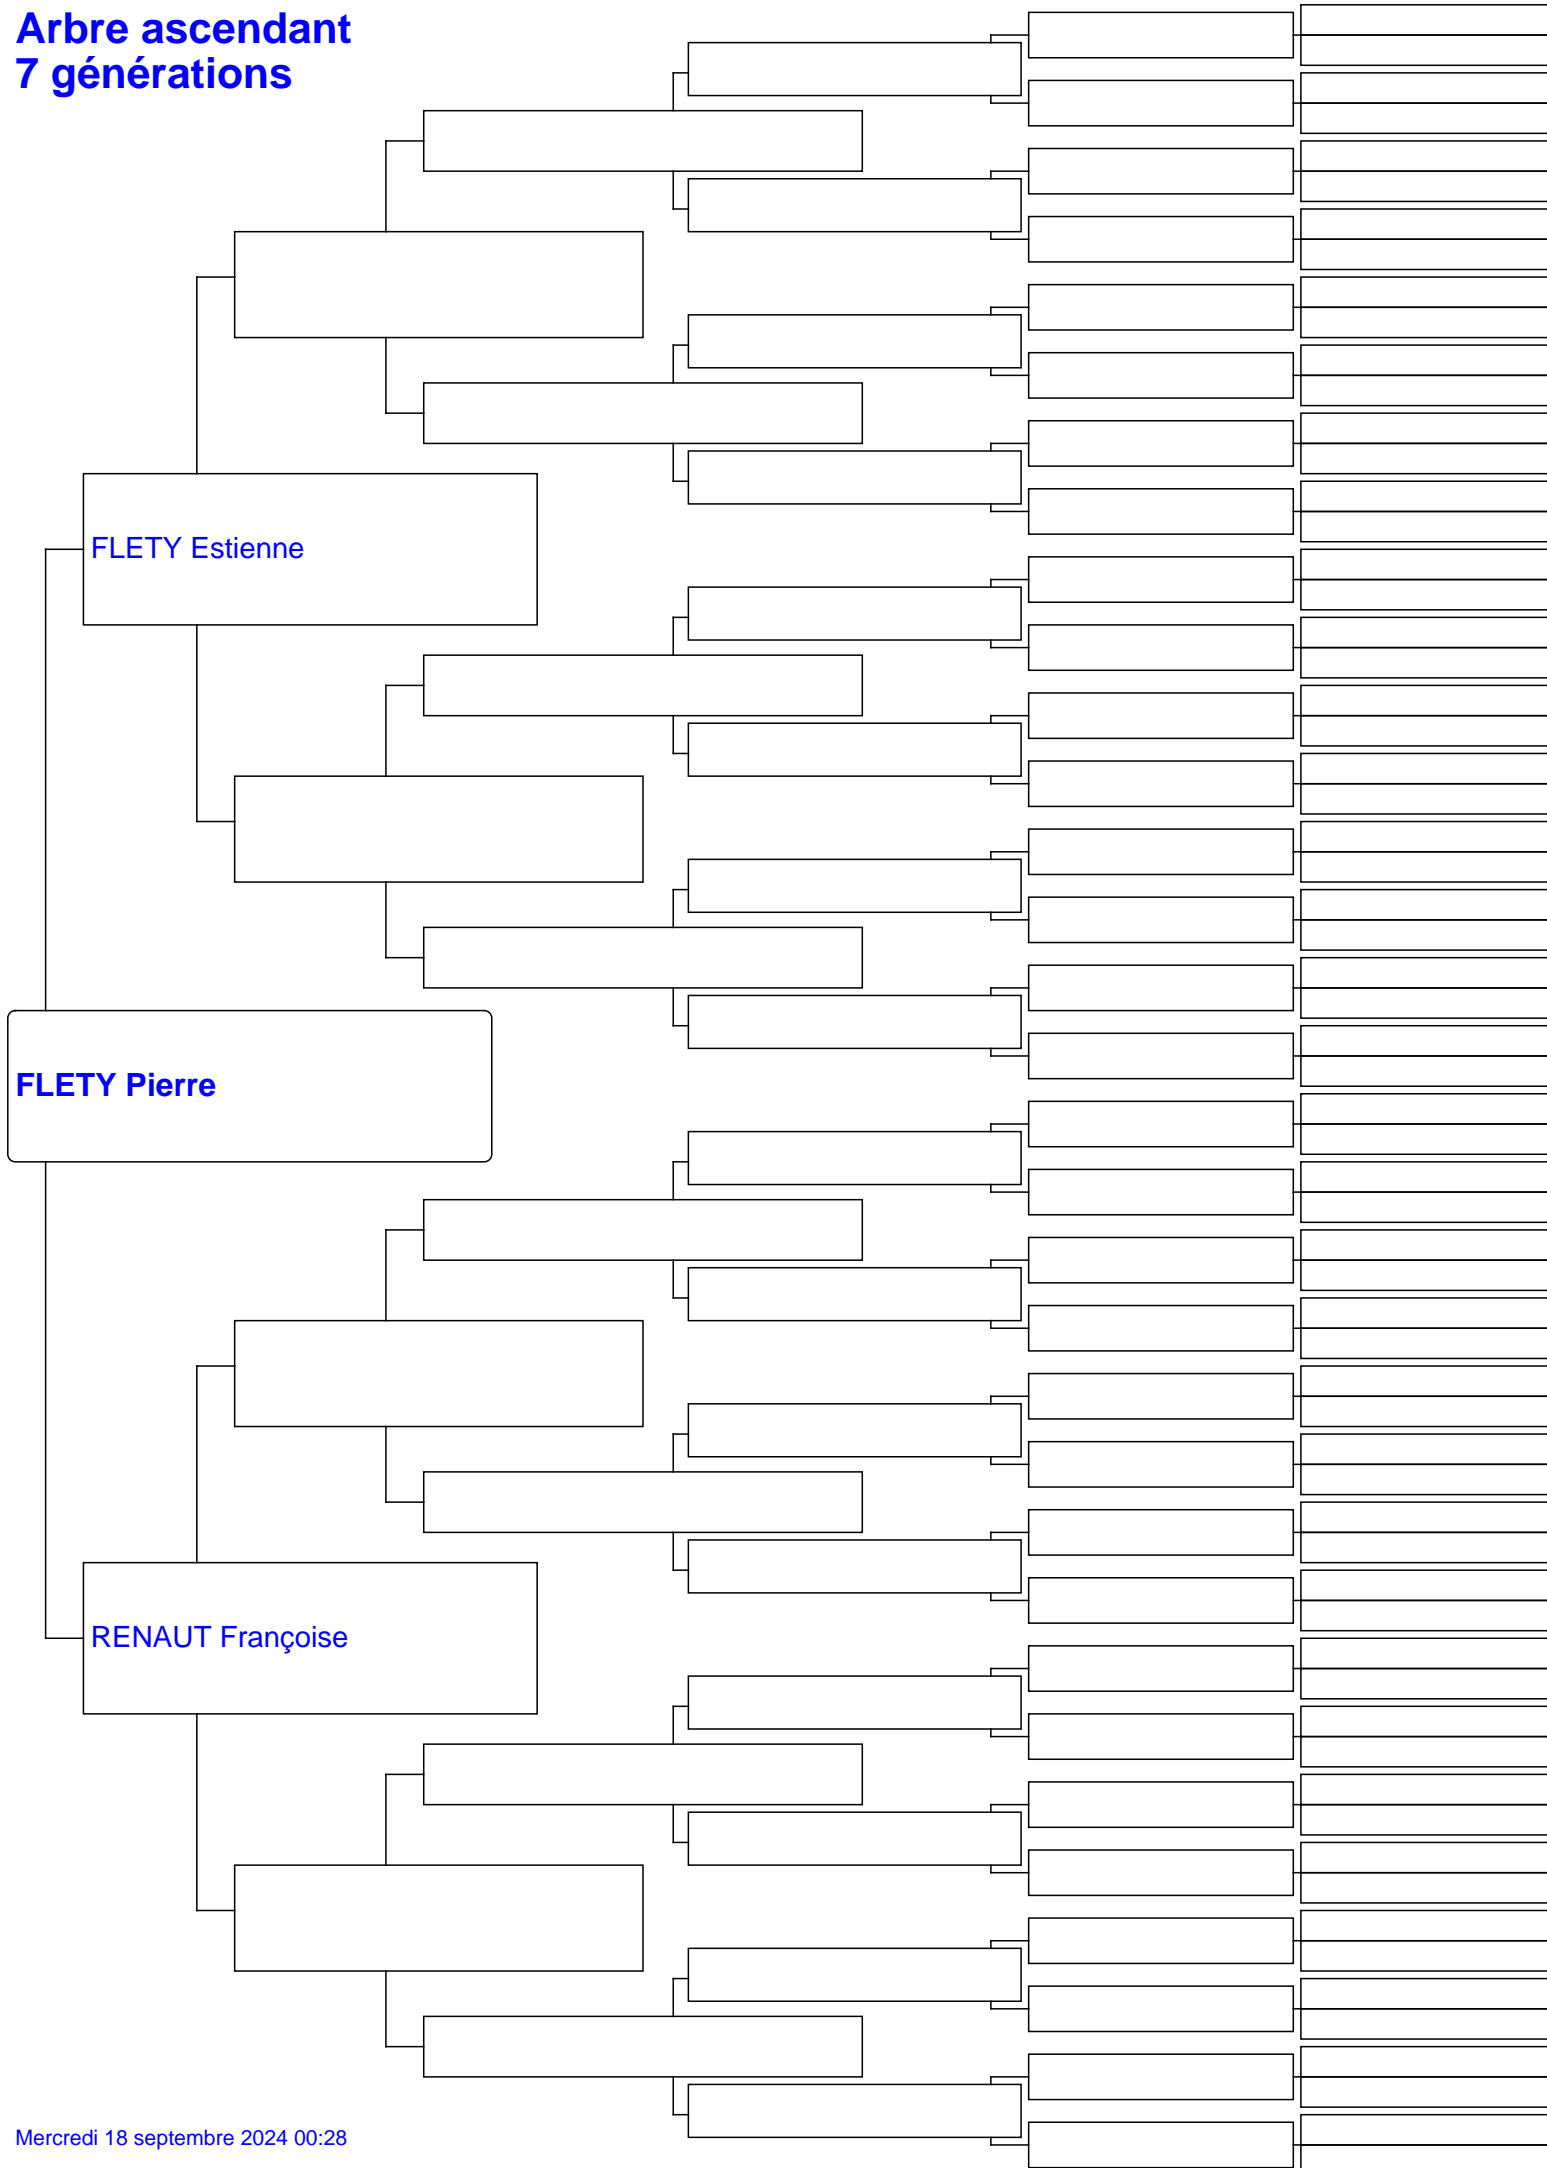 Arbre ascendant
7 générations
FLETY Estienne
FLETY Pierre
RENAUT Françoise
Mercredi 18 septembre 2024 00:28